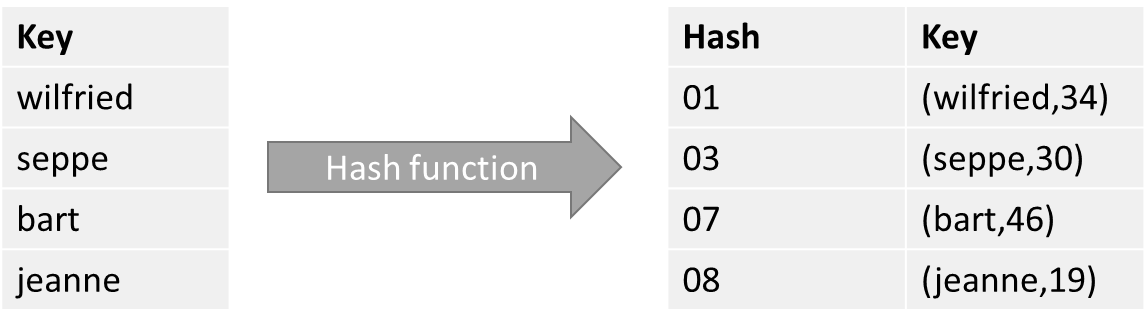 Key
wilfried
seppe
bart
jeanne
Hash function
Hash Key
01 (wilfried,34)
03 (seppe,30)
07 (bart,46)
08 (jeanne,19)